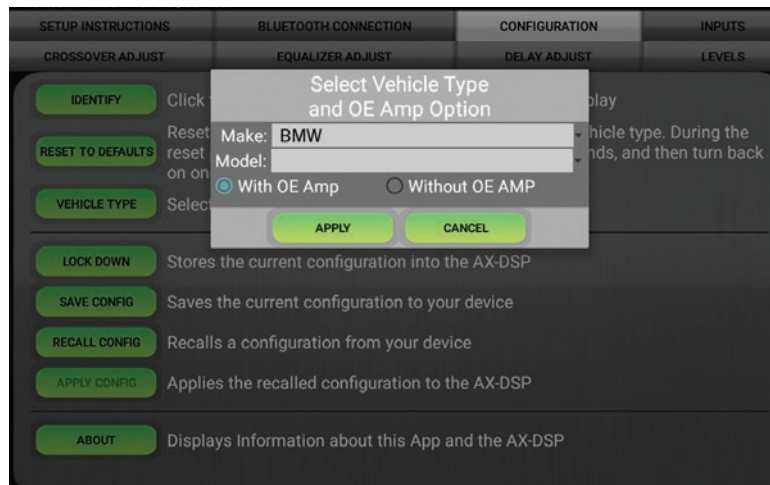 SETUP INSTRUCTIONS BLUETOOTH CONNECTION CONFIGURATION INPUTS
CROSSOVER ADJUST EQUALIZER ADJUST DELAY ADJUST LEVELS
Select Vehicle Type
and OE Amp Option
Make: BMW
Model:
With OE Amp Without OE AMP
APPLY CANCEL
IDENTIFY Click
RESET TO DEFAULTS Reset hicle type. During the
reset nds, and then turn back
on on
VEHICLE TYPE Selec
LOCK DOWN Stores the current configuration into the AX-DSP
SAVE CONFIG Saves the current configuration to your device
RECALL CONFIG Recalls a configuration from your device
APPLY CONFIG Applies the recalled configuration to the AX-DSP
ABOUT Displays Information about this App and the AX-DSP